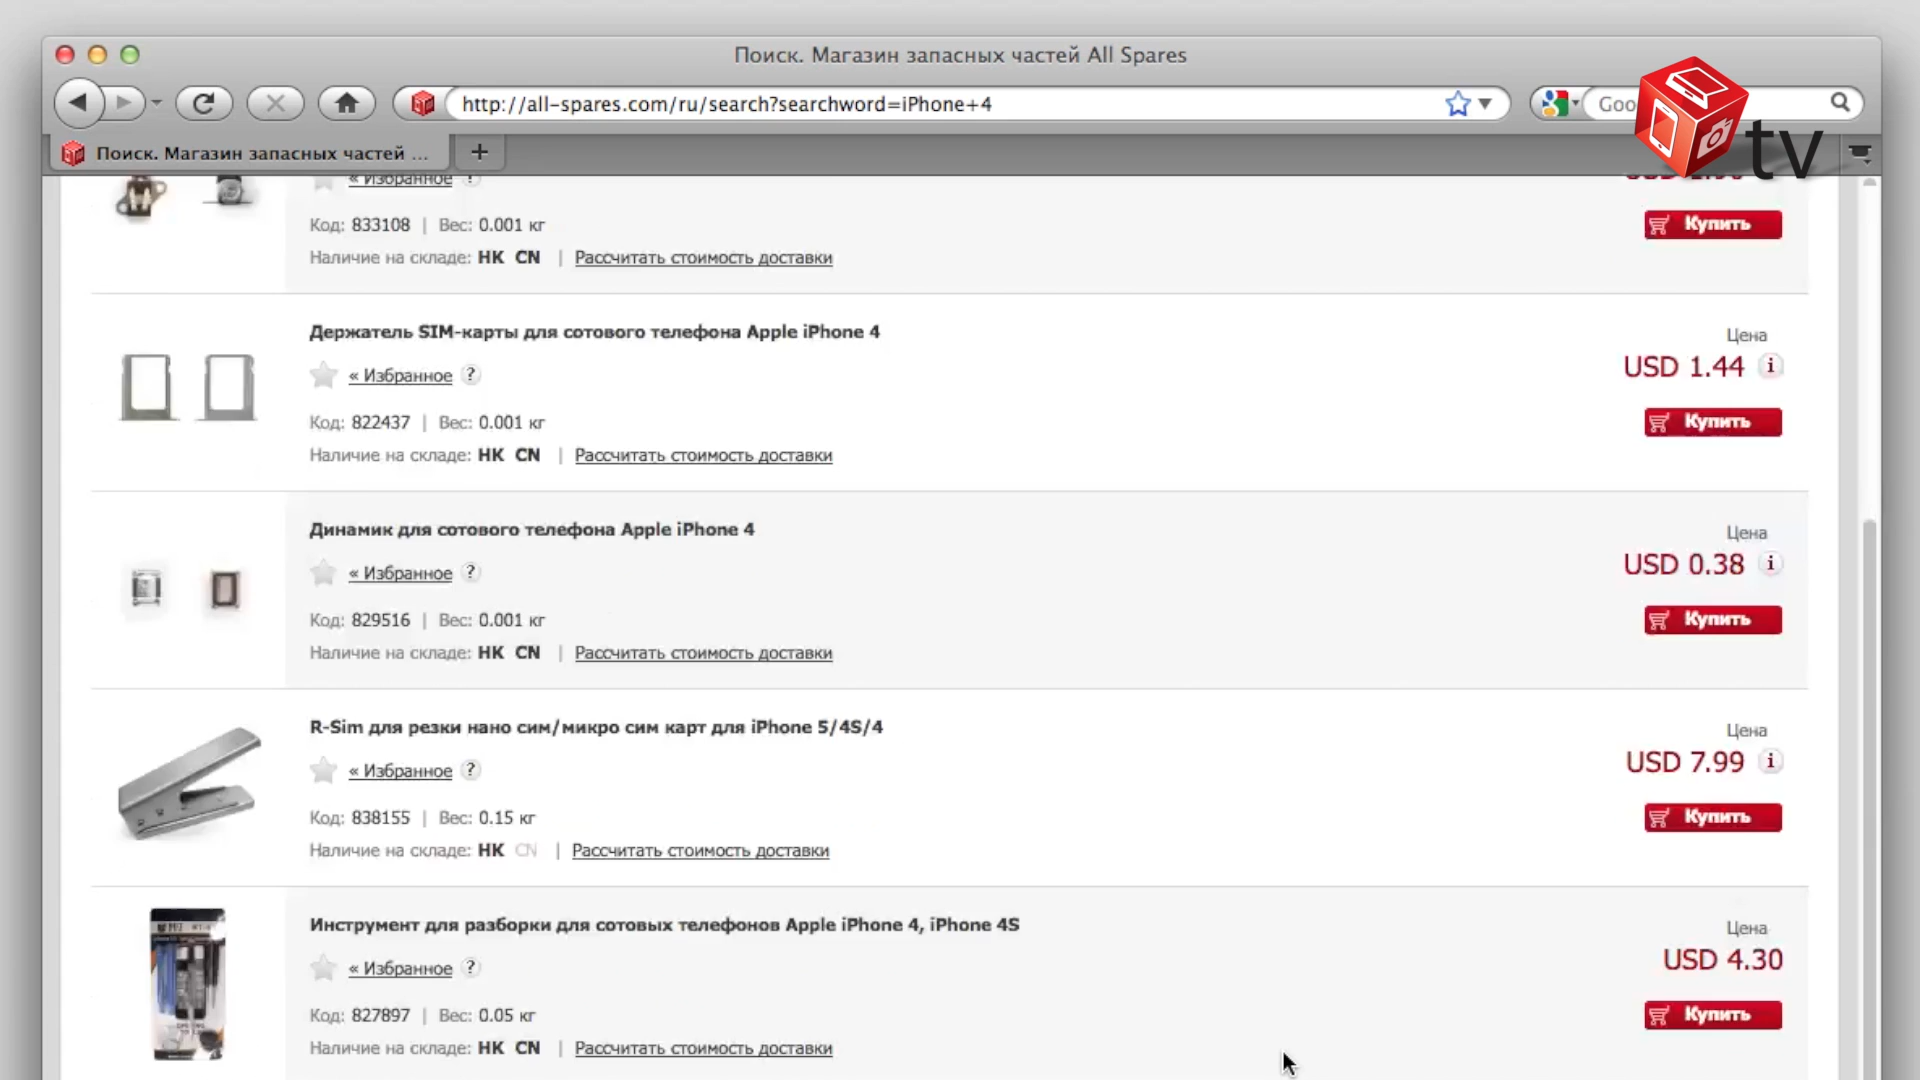 Поиск. Магазин запасных частей All Spares
http://all-spares.com/ru/search?searchword=iPhone+4
Goo
tv
Поиск. Магазин запасных частей ...
« Избранное ?
Код: 833108 | Вес: 0.001 кг
Купить
Наличие на складе: HK CN | Рассчитать стоимость доставки
Держатель SIM-карты для сотового телефона Apple iPhone 4
Цена
USD 1.44 i
« Избранное ?
Код: 822437 | Вес: 0.001 кг
Купить
Наличие на складе: HK CN | Рассчитать стоимость доставки
Динамик для сотового телефона Apple iPhone 4
Цена
USD 0.38 i
« Избранное ?
Код: 829516 | Вес: 0.001 кг
Купить
Наличие на складе: HK CN | Рассчитать стоимость доставки
R-Sim для резки нано сим/микро сим карт для iPhone 5/4S/4
Цена
USD 7.99 i
« Избранное ?
Код: 838155 | Вес: 0.15 кг
Купить
Наличие на складе: HK CN | Рассчитать стоимость доставки
Инструмент для разборки для сотовых телефонов Apple iPhone 4, iPhone 4S
Цена
USD 4.30
« Избранное ?
Код: 827897 | Вес: 0.05 кг
Купить
Наличие на складе: HK CN | Рассчитать стоимость доставки